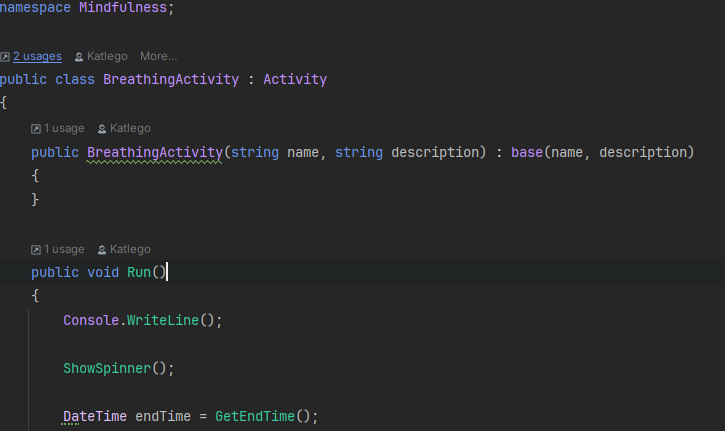 namespace Mindfulness;
2 usages Katlego More...
public class BreathingActivity : Activity
{
1 usage Katlego
public BreathingActivity(string name, string description) : base(name, description)
{
}
1 usage Katlego
public void Run()
{
Console.WriteLine();
ShowSpinner();
DateTime endTime = GetEndTime();